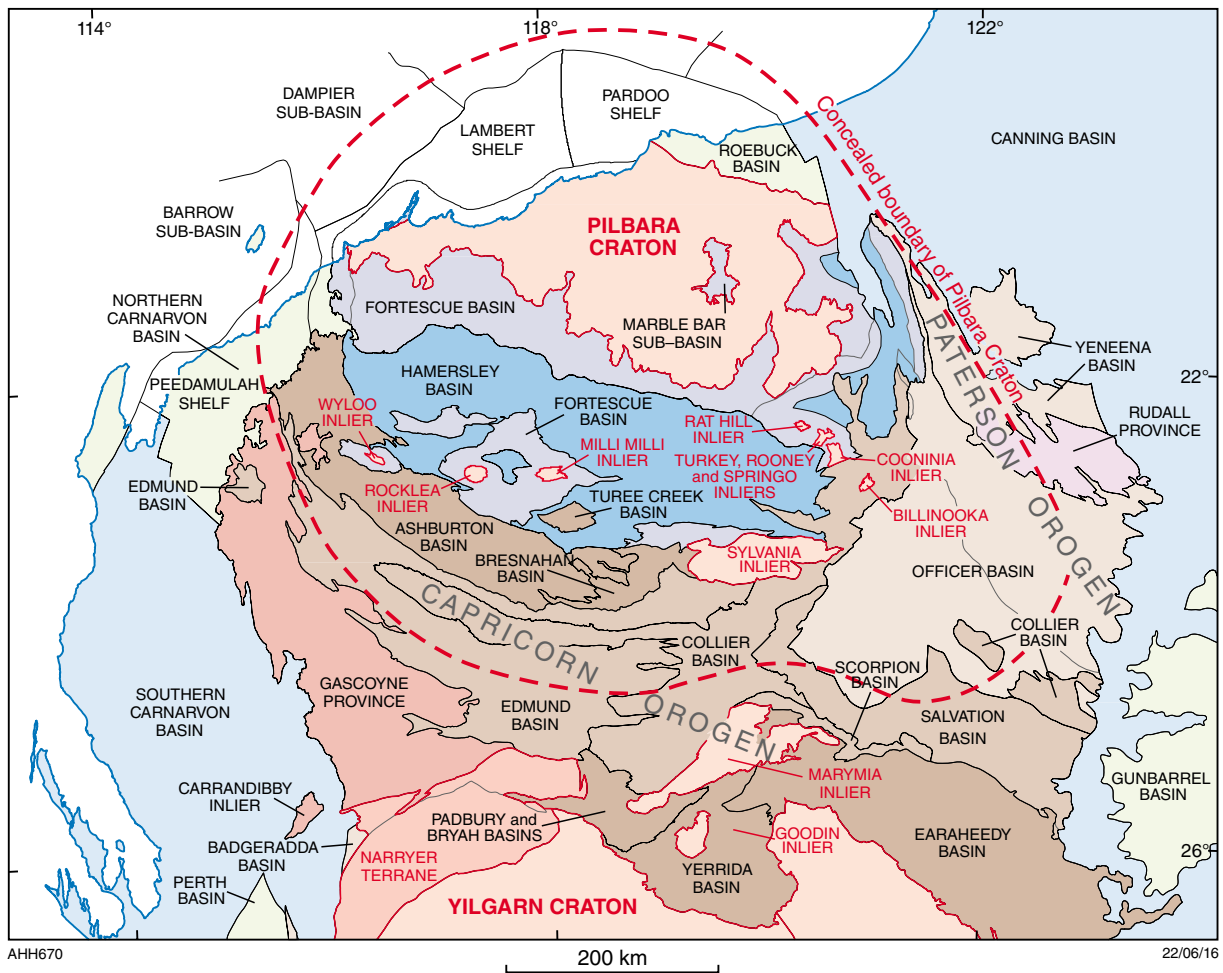 114°
118°
122°
DAMPIER
SUB-BASIN
LAMBERT
SHELF
PARDOO
SHELF
ROEBUCK
BASIN
CANNING BASIN
Concealed boundary of Pilbara Craton
BARROW
SUB-BASIN
PILBARA
CRATON
NORTHERN
CARNARVON
BASIN
FORTESCUE BASIN
MARBLE BAR
SUB–BASIN
PATERSON OROGEN
YENEENA
BASIN
22°
PEEDAMULAH
SHELF
HAMERSLEY
BASIN
WYLOO
INLIER
FORTESCUE
BASIN
RAT HILL
INLIER
RUDALL
PROVINCE
MILLI MILLI
INLIER
TURKEY, ROONEY
and SPRINGO
INLIERS
COONINIA
INLIER
EDMUND
BASIN
ROCKLEA
INLIER
TUREE CREEK
BASIN
BILLINOOKA
INLIER
ASHBURTON
BASIN
BRESNAHAN
BASIN
SYLVANIA
INLIER
OFFICER BASIN
CAPRICORN OROGEN
COLLIER
BASIN
COLLIER
BASIN
SCORPION
BASIN
SOUTHERN
CARNARVON
BASIN
GASCOYNE
PROVINCE
EDMUND
BASIN
SALVATION
BASIN
MARYMIA
INLIER
GUNBARREL
BASIN
CARRANDIBBY
INLIER
PADBURY and
BRYAH BASINS
GOODIN
INLIER
EARAHEEDY
BASIN
BADGERADDA
BASIN
NARRYER
TERRANE
26°
YERRIDA
BASIN
PERTH
BASIN
YILGARN CRATON
AHH670
200 km
22/06/16